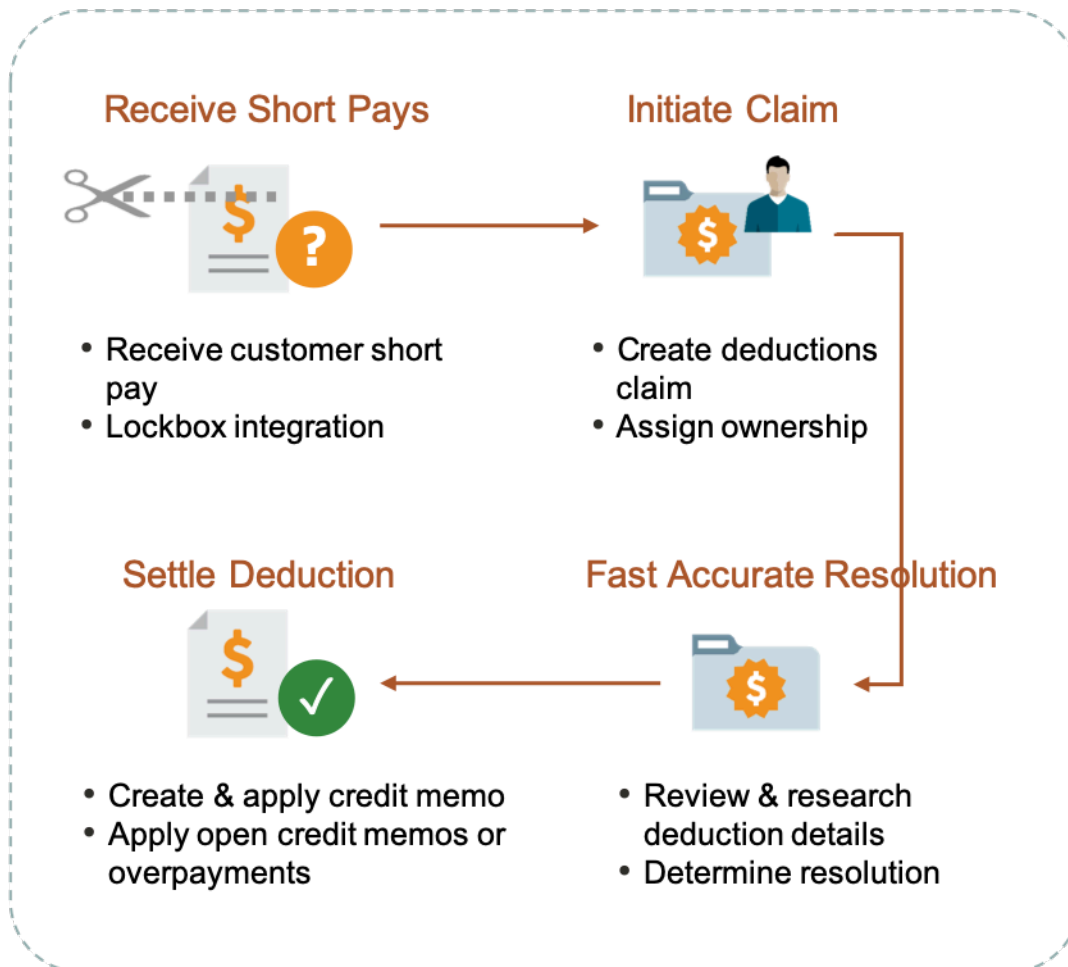 Receive Short Pays
$
?
• Receive customer short
pay
• Lockbox integration
Initiate Claim
$
• Create deductions
claim
• Assign ownership
Fast Accurate Resolution
$
• Review & research
deduction details
• Determine resolution
Settle Deduction
$
✓
• Create & apply credit memo
• Apply open credit memos or
overpayments